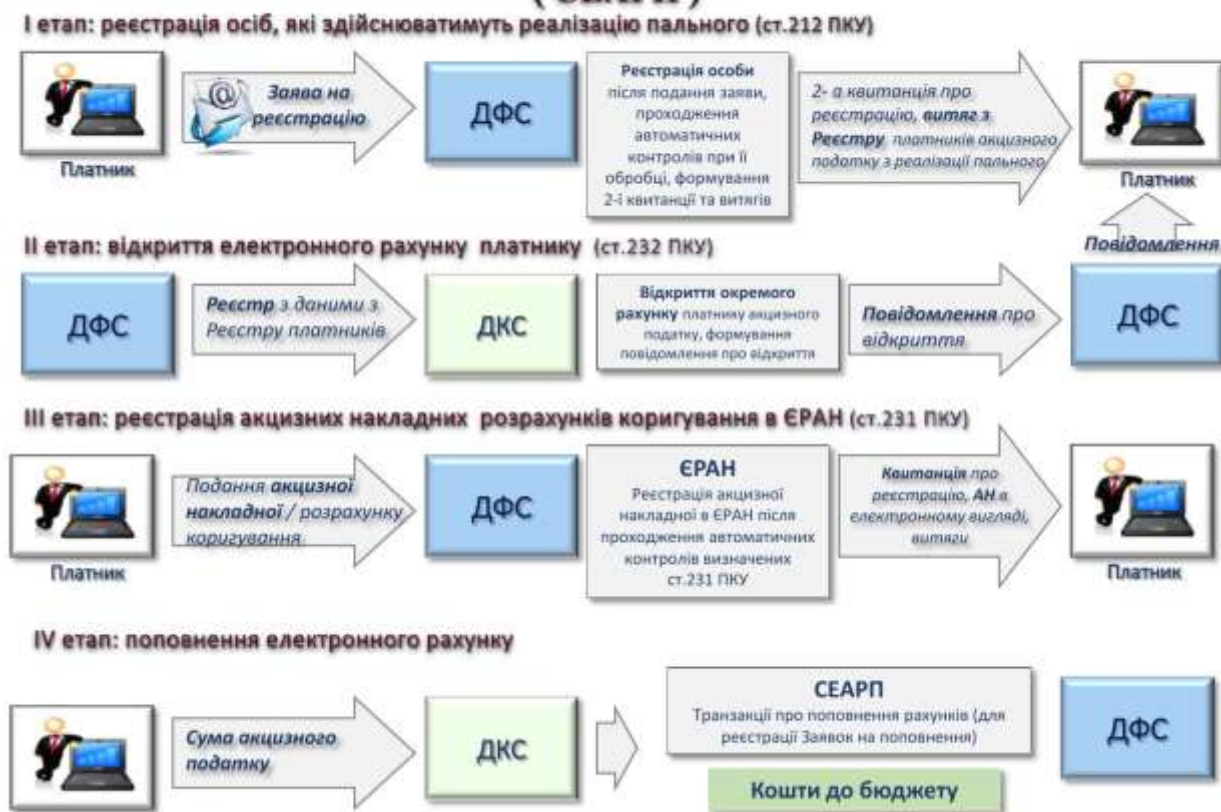 ( СЕАРП )
І етап: реєстрація осіб, які здійснюватимуть реалізацію пального (ст.212 ПКУ)
Платник
Заява на
реєстрацію
ДФС
Реєстрація особи
після подання заяви,
проходження
автоматичних
контролів при її
обробці, формування
2-ї квитанції та витягів
2- а квитанція про
реєстрацію, витяг з
Реєстру платників акцизного
податку з реалізації пального
Платник
ІІ етап: відкриття електронного рахунку платнику (ст.232 ПКУ)
Повідомлення
ДФС
Реєстр з даними з
Реєстру платників
ДКС
Відкриття окремого
рахунку платнику акцизного
податку, формування
повідомлення про відкриття
Повідомлення про
відкриття
ДФС
ІІІ етап: реєстрація акцизних накладних розрахунків коригування в ЄРАН (ст.231 ПКУ)
Платник
Подання акцизної
накладної / розрахунку
коригування
ДФС
ЄРАН
Реєстрація акцизної
накладної в ЄРАН після
проходження автоматичних
контролів визначених
ст.231 ПКУ
Квитанція про
реєстрацію, АН в
електронному вигляді,
витяги
Платник
IV етап: поповнення електронного рахунку
Сума акцизного
податку
ДКС
СЕАРП
Транзакції про поповнення рахунків (для
реєстрації Заявок на поповнення)
Кошти до бюджету
ДФС